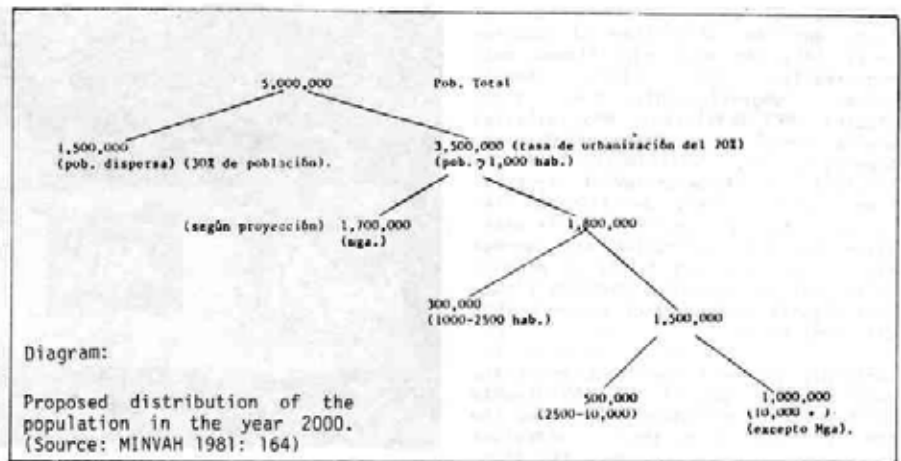 5,000,000 Pob. Total
1,500,000
(pob. dispersa) (30% de población).
3,500,000 (tasa de urbanización del 70%)
(pob. > 1,000 hab.)
(según proyección) 1,700,000
(mga.)
1,800,000
300,000
(1000-2500 hab.)
1,500,000
500,000
(2500-10,000)
1,000,000
(10,000 + )
(excepto Mga).
Diagram:
Proposed distribution of the
population in the year 2000.
(Source: MINVAH 1981: 164)